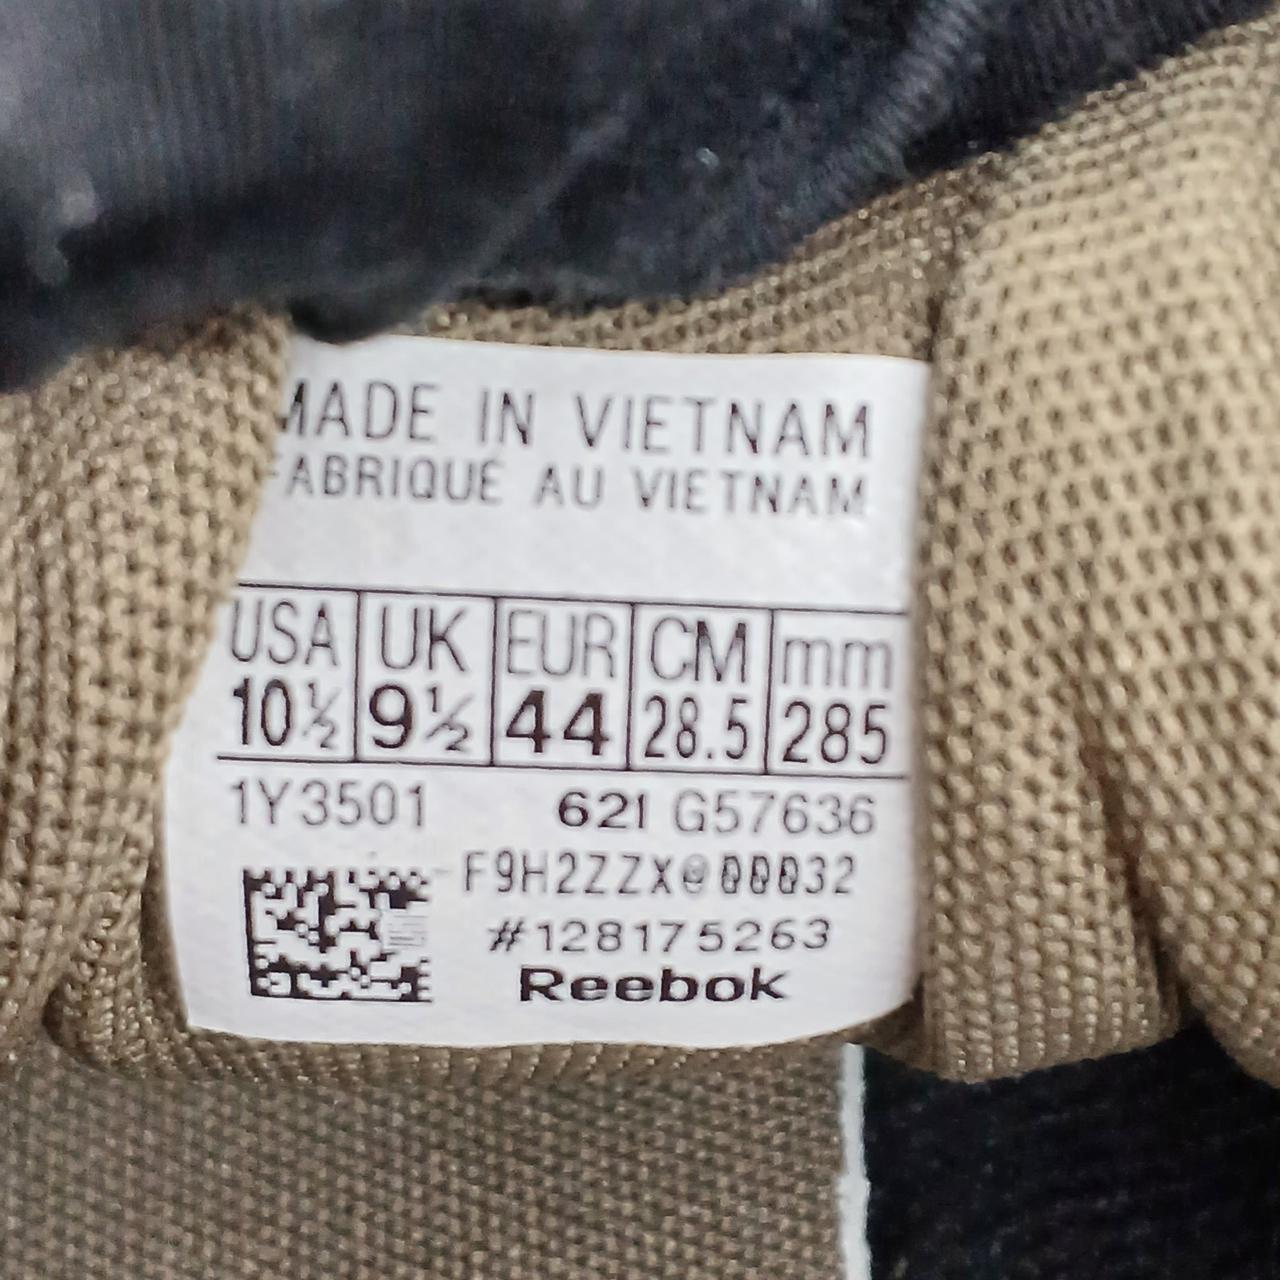 MADE IN VIETNAM
FABRIQUE AU VIETNAM
USA UK EUR CM mm
10½ 9½ 44 28.5 285
1Y3501 621 G57636
F9H2ZZX@00032
#128175263
Reebok